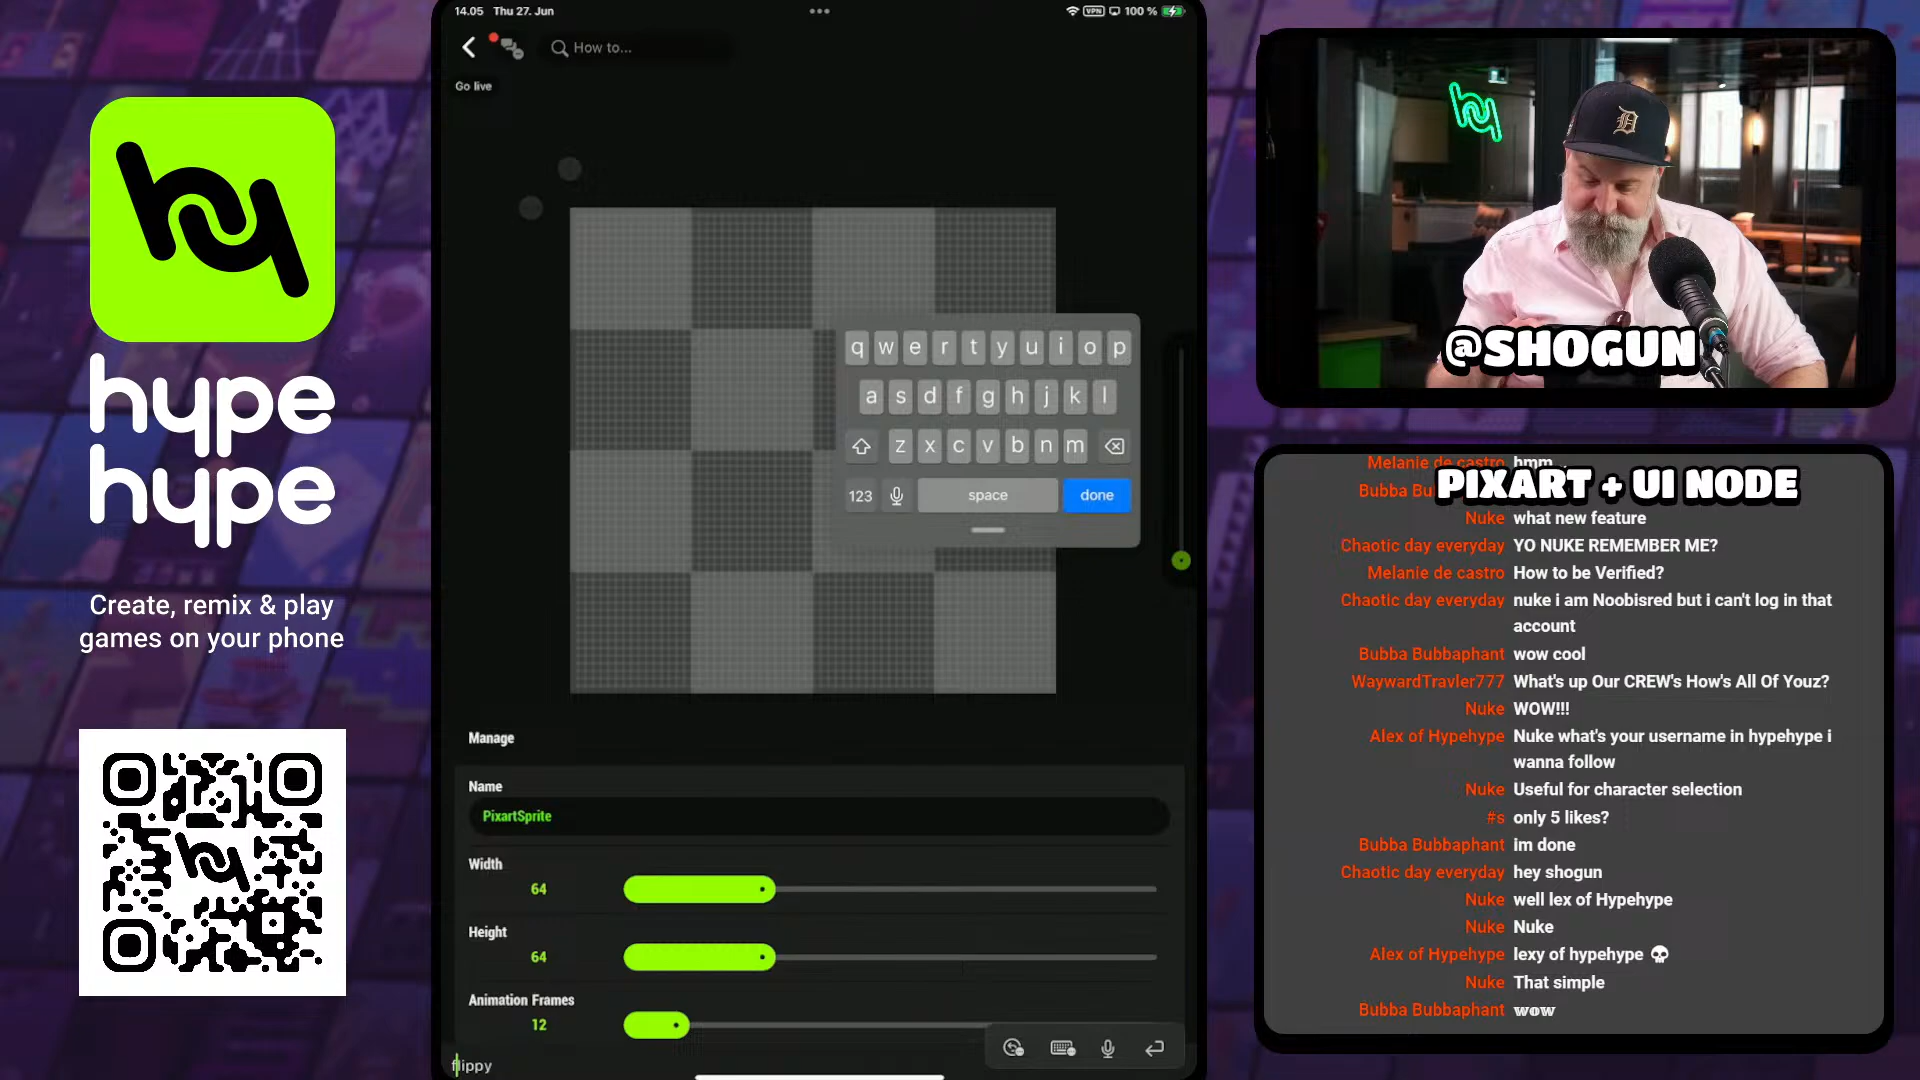 hype
hype
Create, remix & play
games on your phone
14.05 Thu 27. Jun
VPN
100 %
How to...
Go live
q w e r t y u i o p
a s d f g h j k l
z x c v b n m
123
space
done
Manage
Name
PixartSprite
Width
64
Height
64
Animation Frames
12
flippy
@SHOGUN
Melanie de castro hmm
PIXART + UI NODE
Bubba Bu
Nuke what new feature
Chaotic day everyday YO NUKE REMEMBER ME?
Melanie de castro How to be Verified?
Chaotic day everyday nuke i am Noobisred but i can't log in that
account
Bubba Bubbaphant wow cool
WaywardTravler777 What's up Our CREW's How's All Of Youz?
Nuke WOW!!!
Alex of Hypehype Nuke what's your username in hypehype i
wanna follow
Nuke Useful for character selection
#s only 5 likes?
Bubba Bubbaphant im done
Chaotic day everyday hey shogun
Nuke well lex of Hypehype
Nuke Nuke
Alex of Hypehype lexy of hypehype 💀
Nuke That simple
Bubba Bubbaphant wow